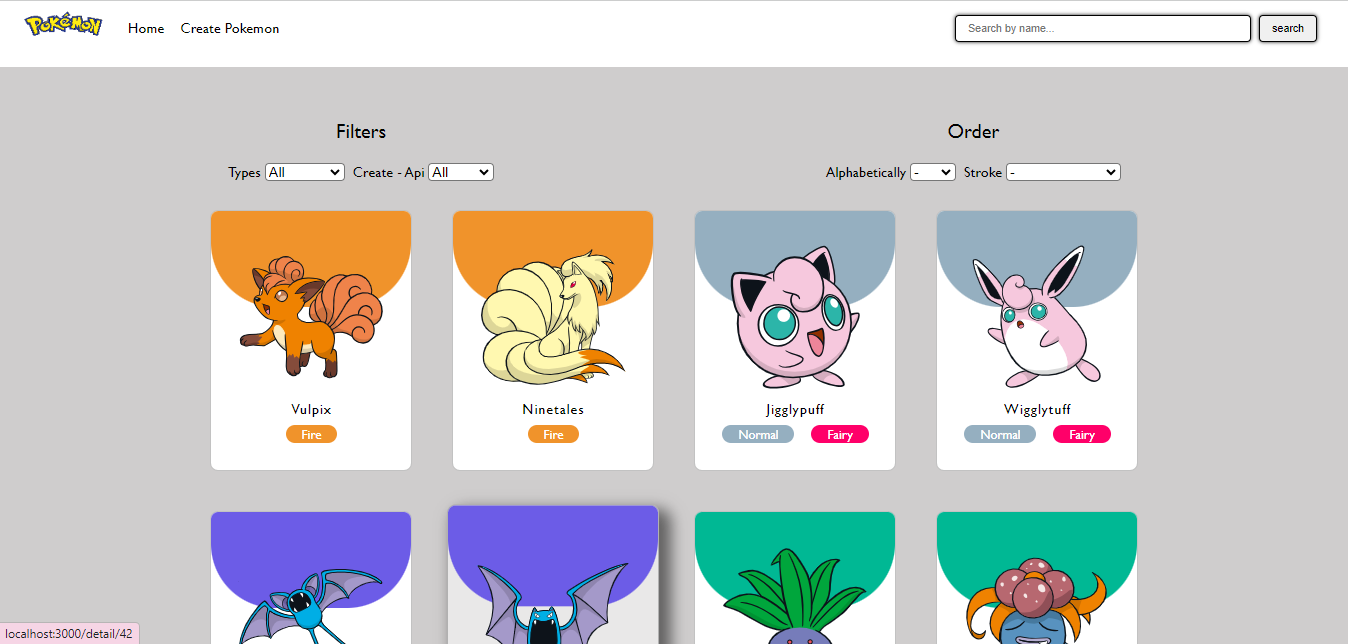 POKéMON Home Create Pokemon Search by name... search
Filters Order
Types All Create - Api All Alphabetically - Stroke -
Vulpix Ninetales Jigglypuff Wigglytuff
Fire Fire Normal Fairy Normal Fairy
localhost:3000/detail/42